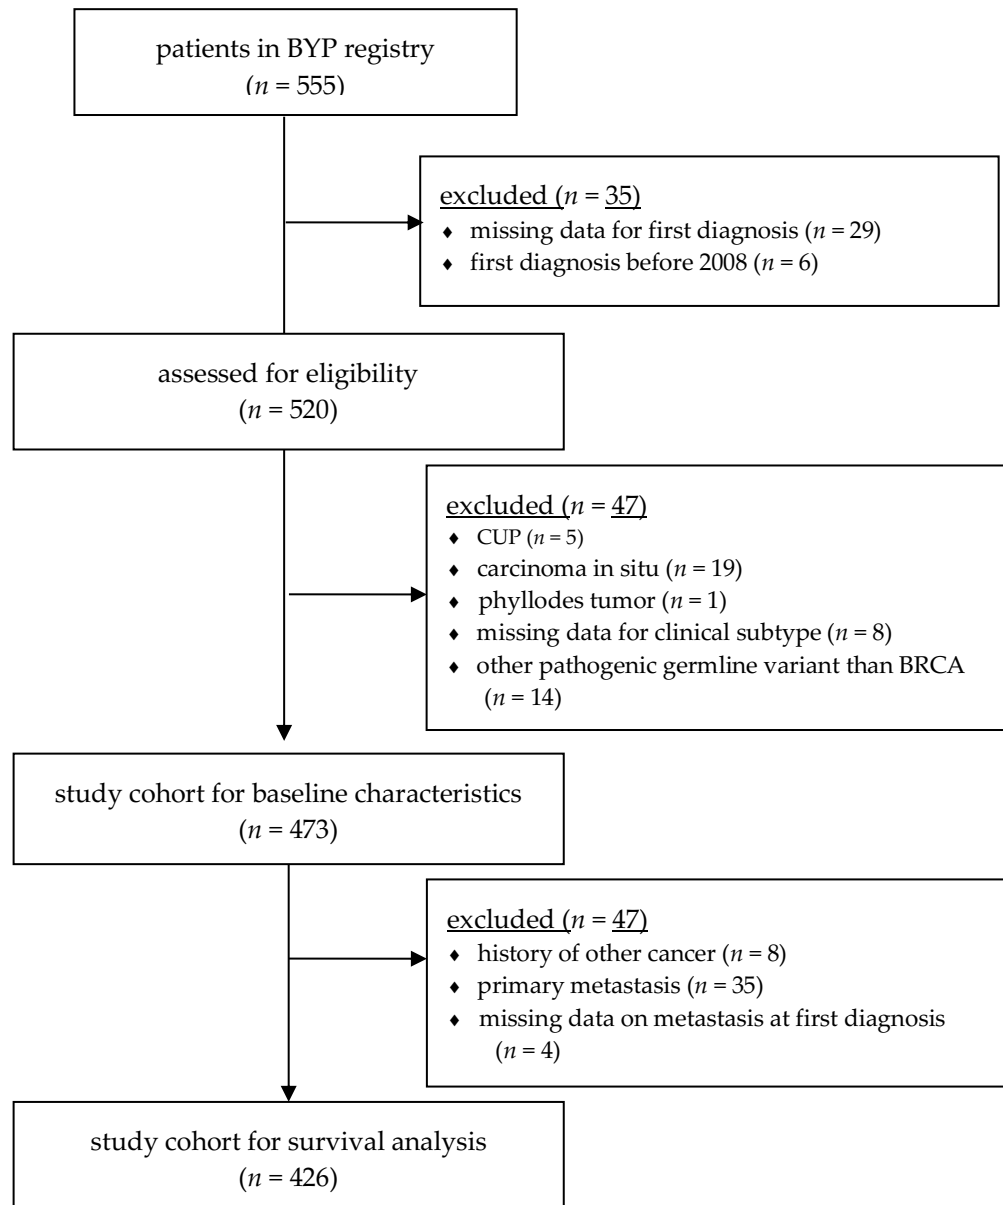 patients in BYP registry
(n = 555)
excluded (n = 35)
♦ missing data for first diagnosis (n = 29)
♦ first diagnosis before 2008 (n = 6)
assessed for eligibility
(n = 520)
excluded (n = 47)
♦ CUP (n = 5)
♦ carcinoma in situ (n = 19)
♦ phyllodes tumor (n = 1)
♦ missing data for clinical subtype (n = 8)
♦ other pathogenic germline variant than BRCA
(n = 14)
study cohort for baseline characteristics
(n = 473)
excluded (n = 47)
♦ history of other cancer (n = 8)
♦ primary metastasis (n = 35)
♦ missing data on metastasis at first diagnosis
(n = 4)
study cohort for survival analysis
(n = 426)